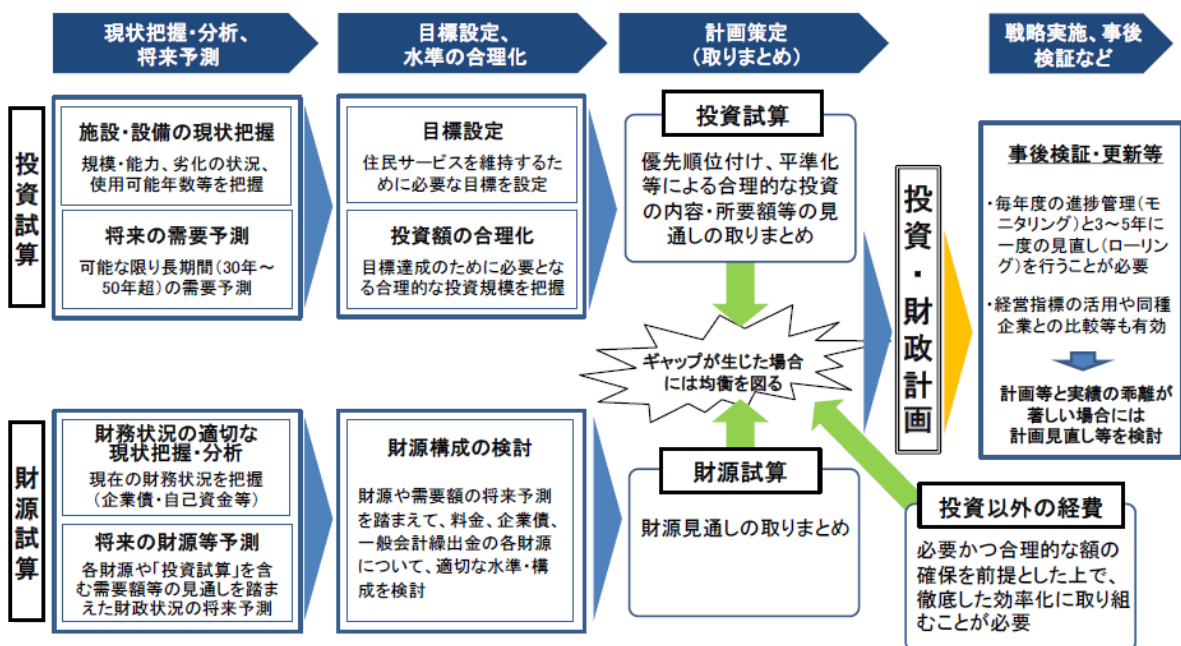 現状把握・分析、
将来予測
目標設定、
水準の合理化
計画策定
(取りまとめ)
戦略実施、事後
検証など
投資試算
施設・設備の現状把握
規模・能力、劣化の状況、
使用可能年数等を把握
将来の需要予測
可能な限り長期間(30年～
50年超)の需要予測
目標設定
住民サービスを維持するた
めに必要な目標を設定
投資額の合理化
目標達成のために必要とな
る合理的な投資規模を把握
投資試算
優先順位付け、平準化
等による合理的な投資
の内容・所要額等の見
通しの取りまとめ
ギャップが生じた場合
には均衡を図る
投資・財政計画
事後検証・更新等
・毎年度の進捗管理(モ
ニタリング)と3～5年に
一度の見直し(ローリン
グ)を行うことが必要
・経営指標の活用や同種
企業との比較等も有効
計画等と実績の乖離が
著しい場合には
計画見直し等を検討
財源試算
財務状況の適切な
現状把握・分析
現在の財務状況を把握
(企業債・自己資金等)
将来の財源等予測
各財源や「投資試算」を含
む需要額等の見通しを踏ま
えた財政状況の将来予測
財源構成の検討
財源や需要額の将来予測
を踏まえて、料金、企業債、
一般会計繰出金の各財源
について、適切な水準・構
成を検討
財源試算
財源見通しの取りまとめ
投資以外の経費
必要かつ合理的な額の
確保を前提とした上で、
徹底した効率化に取り組
むことが必要